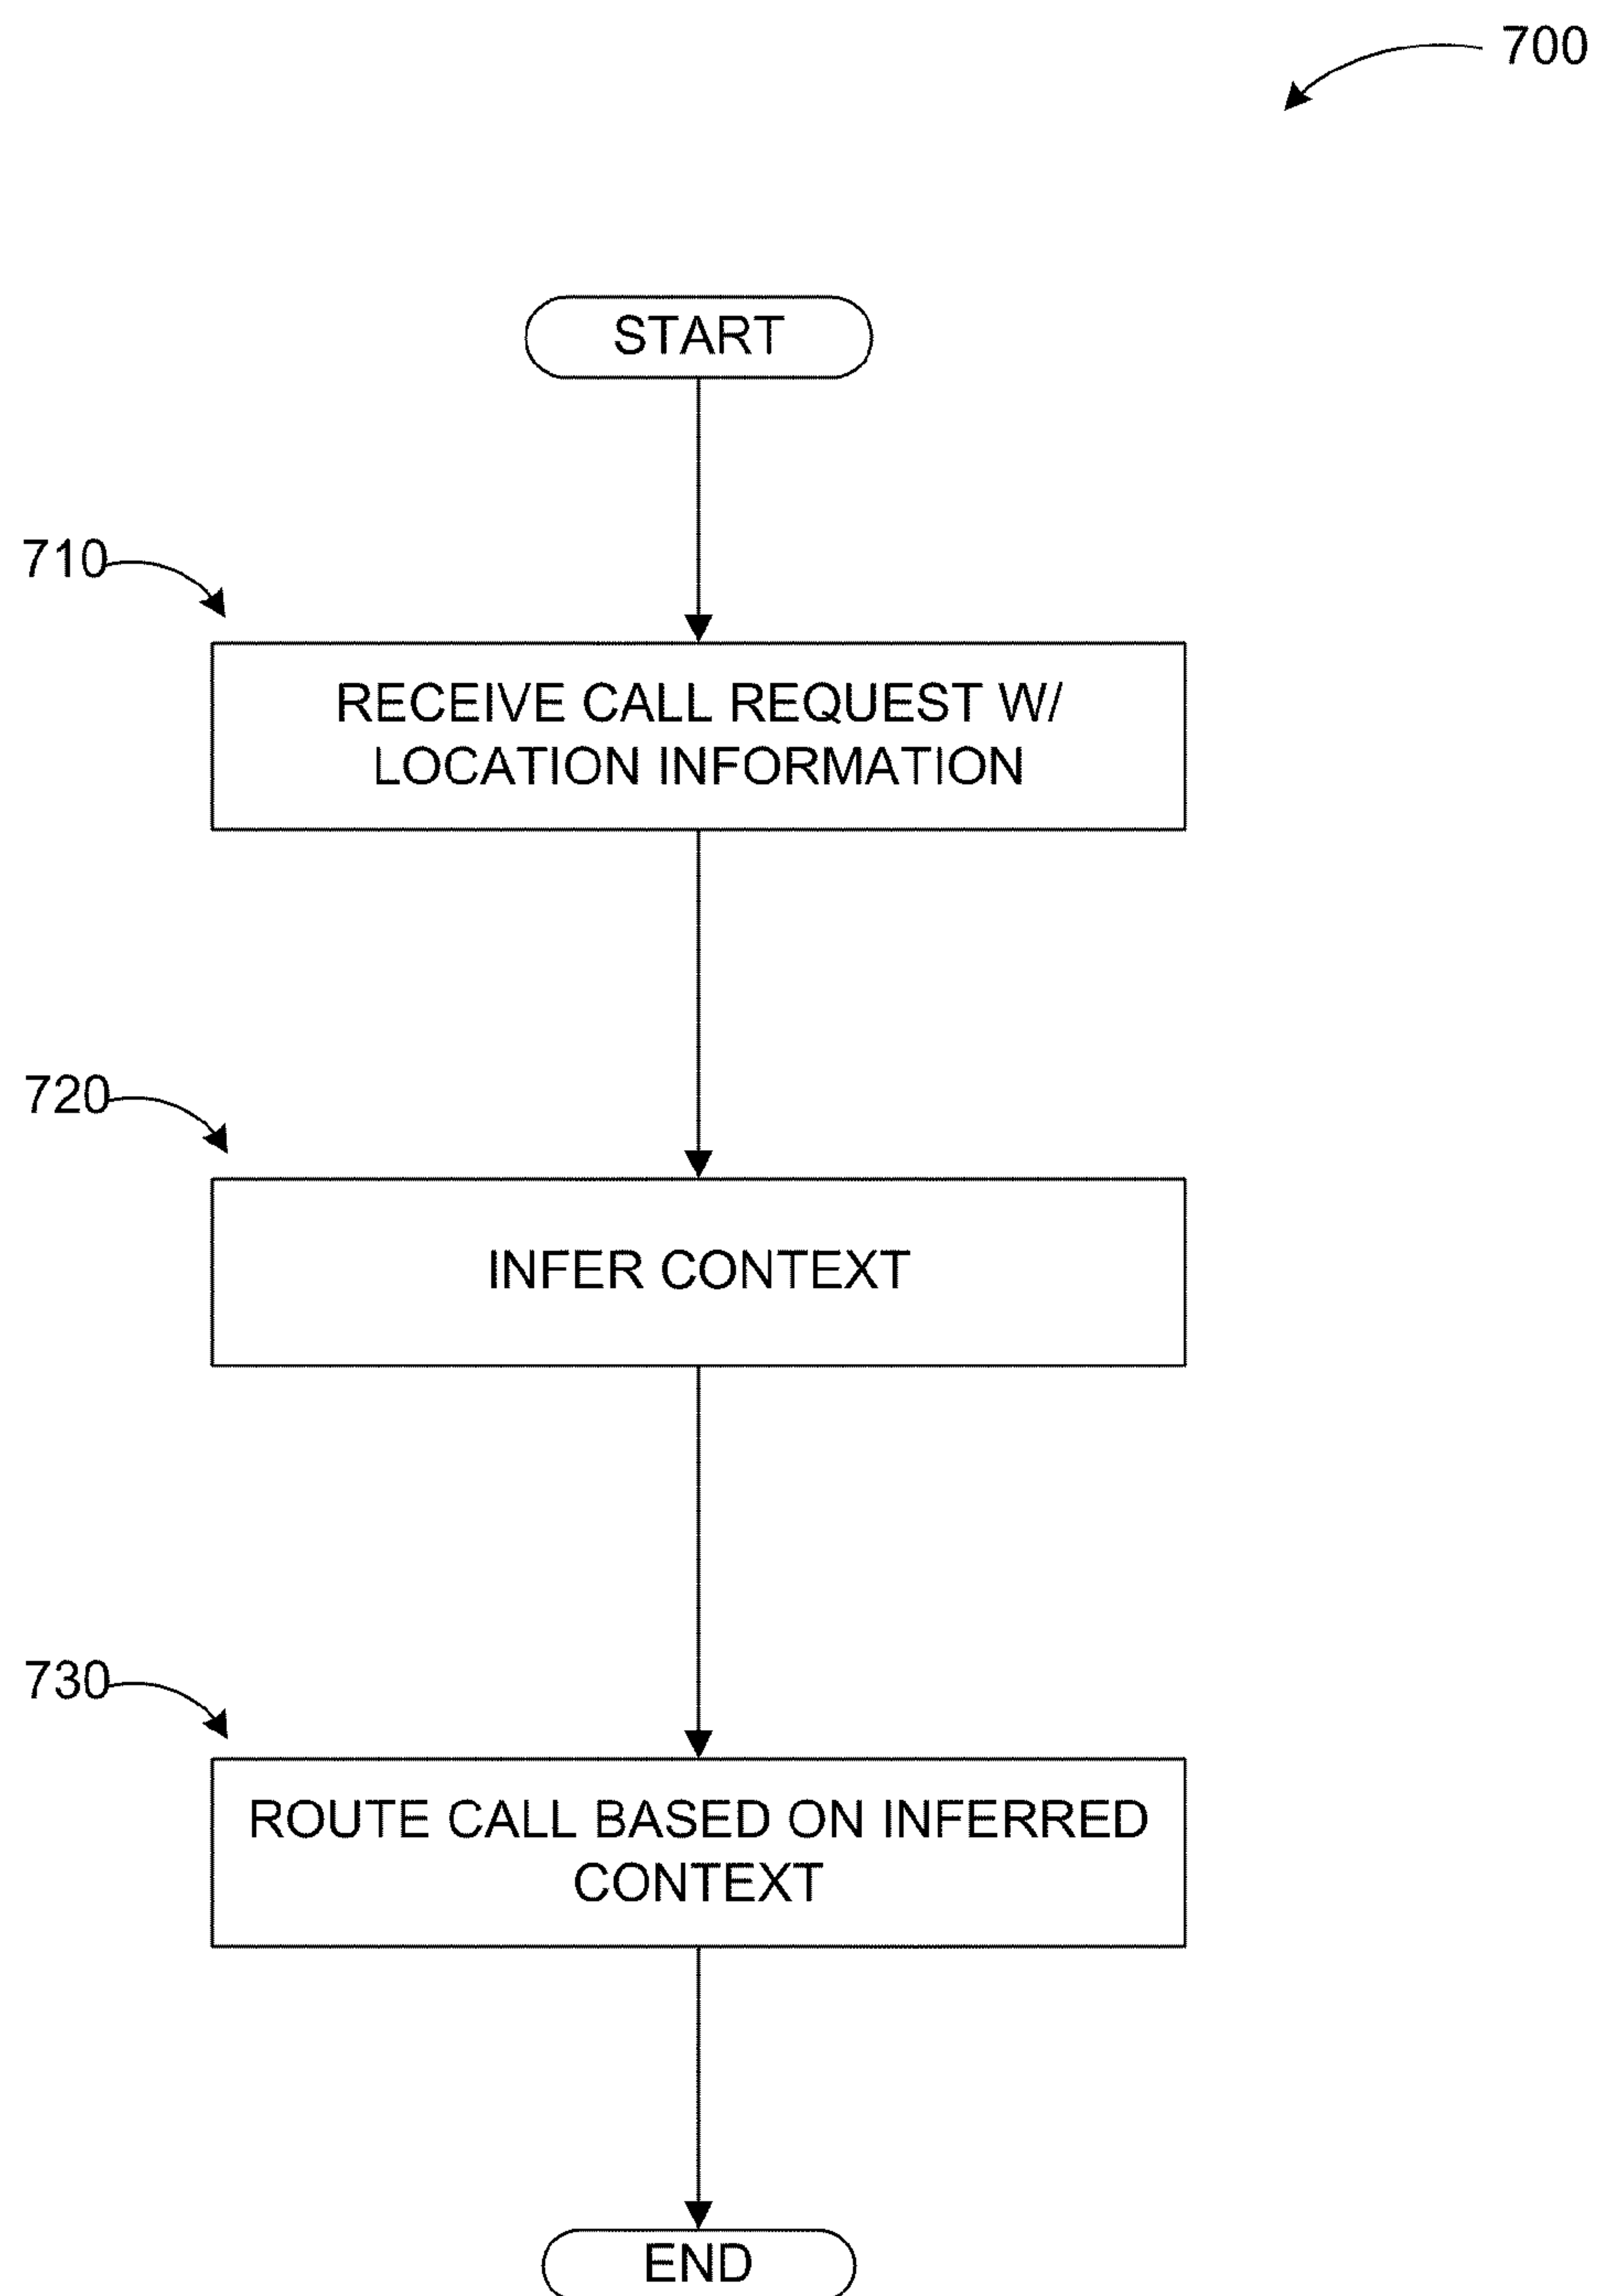 700
START
710
RECEIVE CALL REQUEST W/
LOCATION INFORMATION
720
INFER CONTEXT
730
ROUTE CALL BASED ON INFERRED
CONTEXT
END